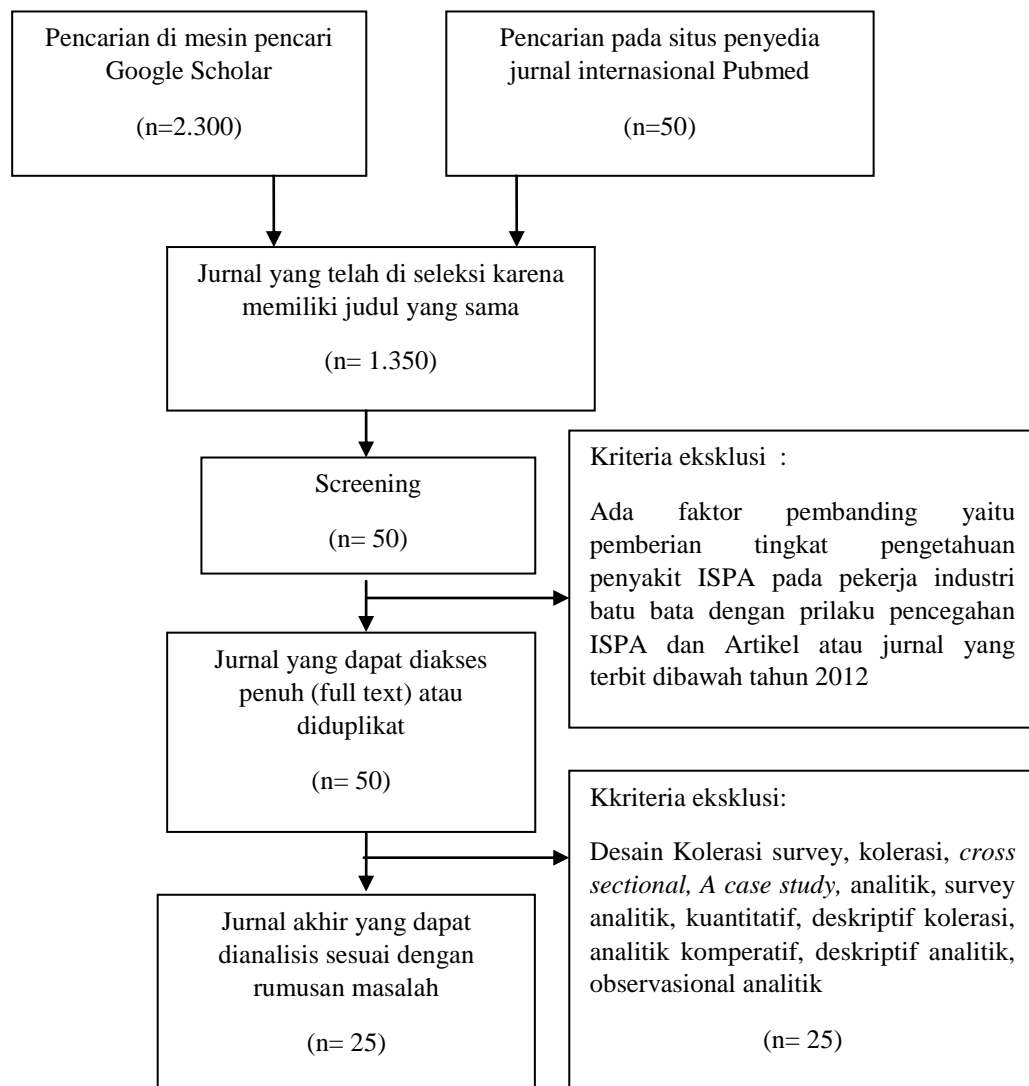 Pencarian di mesin pencari
Google Scholar
(n=2.300)
Pencarian pada situs penyedia
jurnal internasional Pubmed
(n=50)
Jurnal yang telah di seleksi karena
memiliki judul yang sama
(n= 1.350)
Screening
(n= 50)
Kriteria eksklusi :
Ada faktor pembanding yaitu
pemberian tingkat pengetahuan
penyakit ISPA pada pekerja industri
batu bata dengan prilaku pencegahan
ISPA dan Artikel atau jurnal yang
terbit dibawah tahun 2012
Jurnal yang dapat diakses
penuh (full text) atau
diduplikat
(n= 50)
Kkriteria eksklusi:
Desain Kolerasi survey, kolerasi, cross
sectional, A case study, analitik, survey
analitik, kuantitatif, deskriptif kolerasi,
analitik komperatif, deskriptif analitik,
observasional analitik
(n= 25)
Jurnal akhir yang dapat
dianalisis sesuai dengan
rumusan masalah
(n= 25)